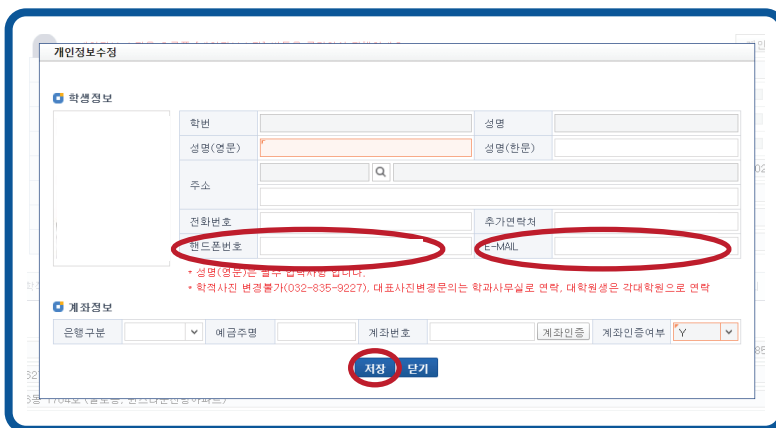 개인정보수정
학생정보
학번
성명
성명(영문)
성명(한문)
주소
전화번호
추가연락처
핸드폰번호
E-MAIL
* 성명(영문)는 필수 입력사항 입니다.
* 학적사진 변경불가(032-835-9227), 대표사진변경문의는 학과사무실로 연락, 대학원생은 각대학원으로 연락
계좌정보
은행구분 예금주명 계좌번호 계좌인증 계좌인증여부 Y
저장 닫기